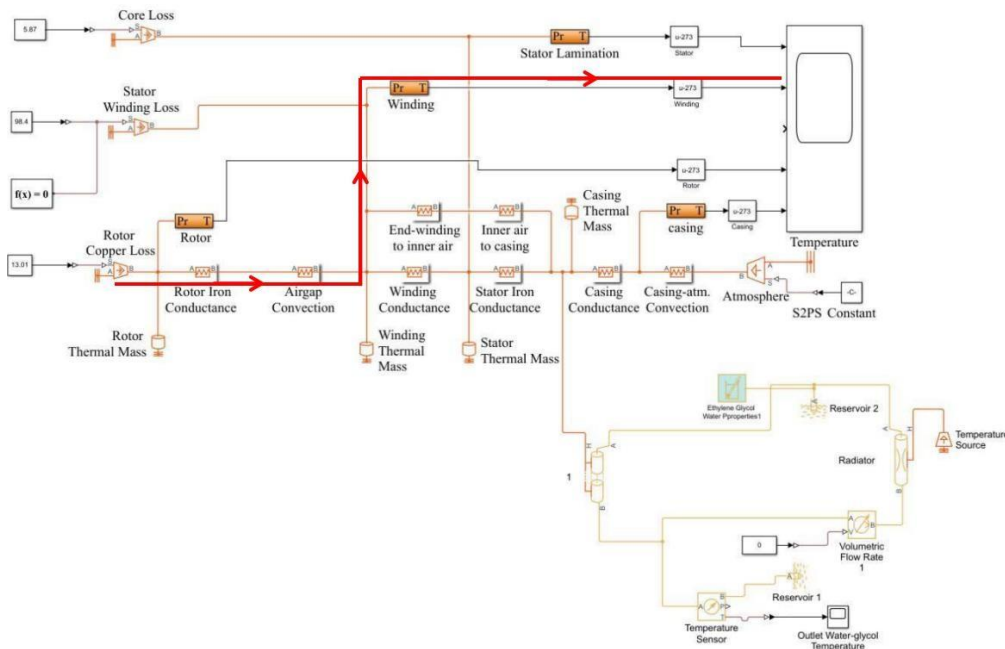 Core Loss
5.87
S
A
B
Pr T
Stator Lamination
u-273
Stator
Stator
Winding Loss
98.4
S
A
B
Pr T
Winding
u-273
Winding
f(x) = 0
Pr T
Rotor
u-273
Rotor
Rotor
Copper Loss
13.01
S
A
B
A B
End-winding
to inner air
A B
Inner air
to casing
Casing
Thermal
Mass
Pr T
casing
u-273
Casing
Temperature
A B
Rotor Iron
Conductance
A B
Airgap
Convection
A B
Winding
Conductance
A B
Stator Iron
Conductance
A B
Casing
Conductance
A B
Casing-atm.
Convection
B
A
S
Atmosphere
S2PS
-C-
Constant
Rotor
Thermal Mass
Winding
Thermal
Mass
Stator
Thermal Mass
Ethylene Glycol
Water Pproperties1
A
Reservoir 2
H
A
1
B
A
H
Radiator
B
Temperature
Source
0
A
V
B
Volumetric
Flow Rate
1
A
B
P
T
Temperature
Sensor
A
Reservoir 1
Outlet Water-glycol
Temperature